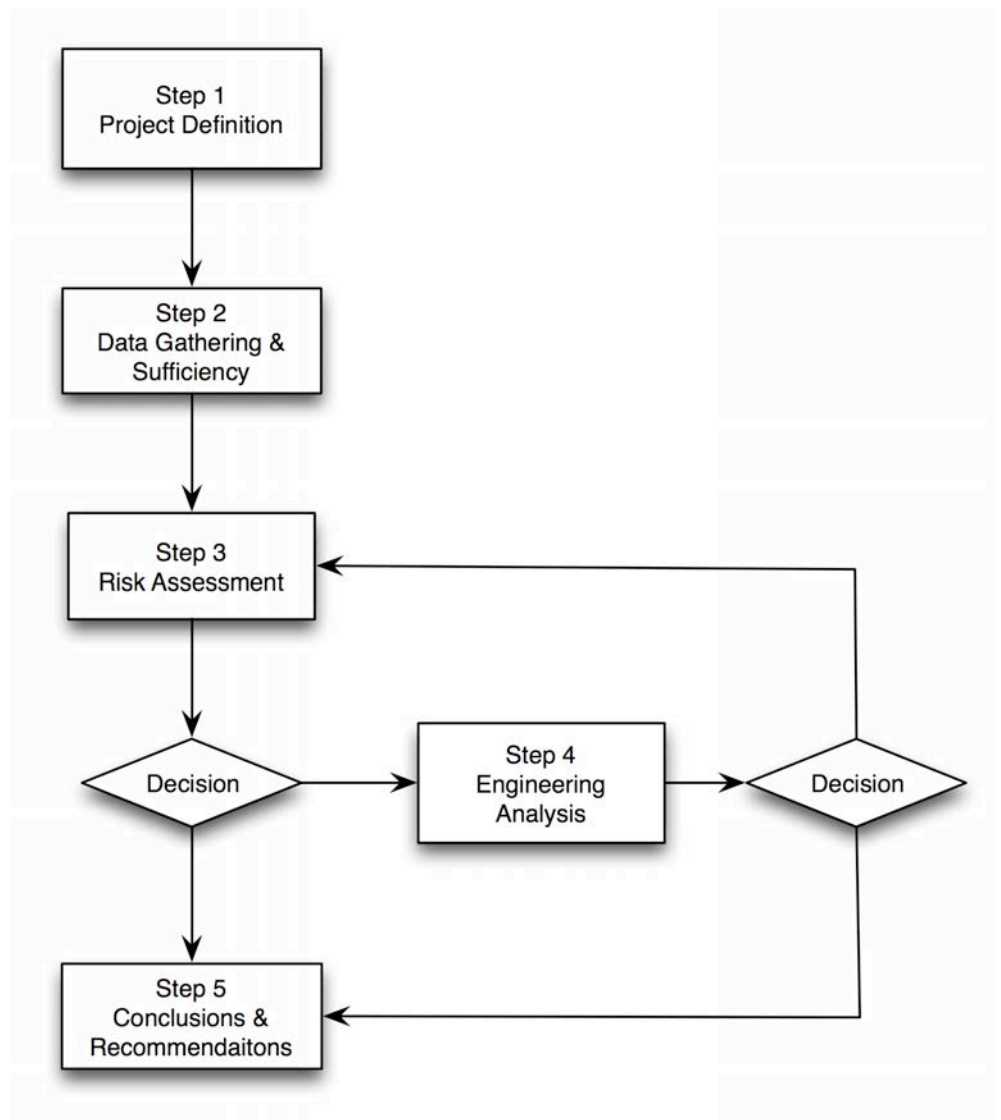 Step 1
Project Definition
Step 2
Data Gathering &
Sufficiency
Step 3
Risk Assessment
Decision
Step 4
Engineering
Analysis
Decision
Step 5
Conclusions &
Recommendaitons